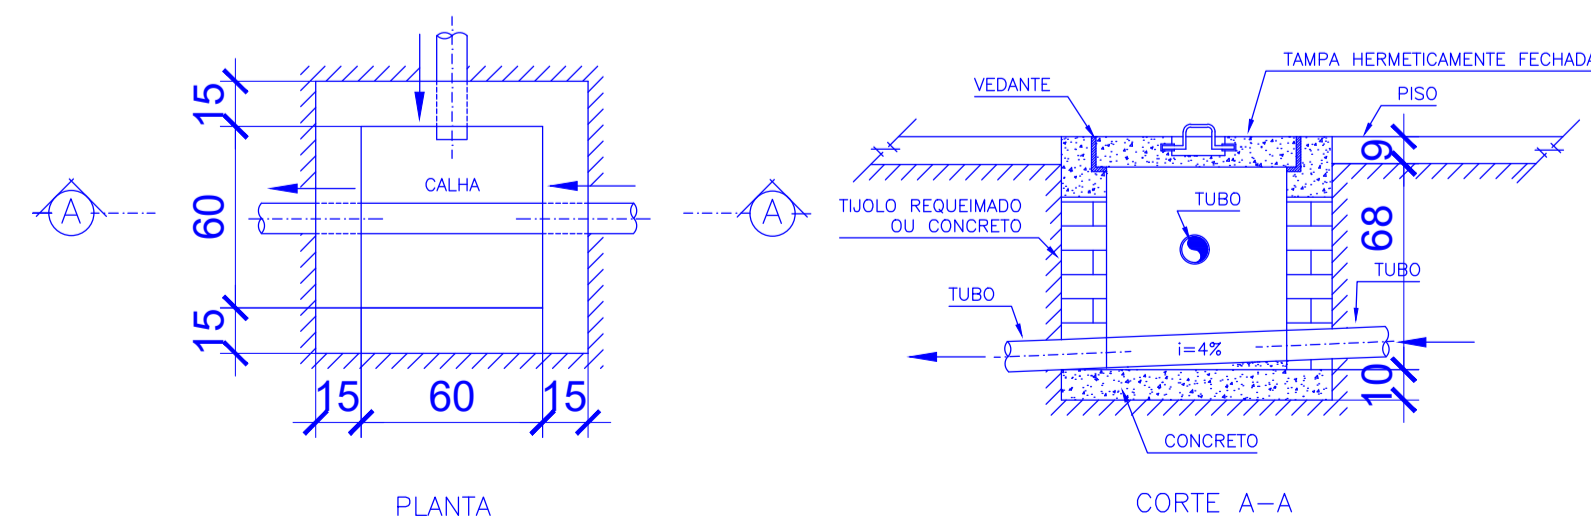 15
60
15
A
CALHA
A
15
60
15
PLANTA
TAMPA HERMETICAMENTE FECHADA
VEDANTE
PISO
9
TIJOLO REQUEIMADO
OU CONCRETO
TUBO
68
TUBO
TUBO
i=4%
10
CONCRETO
CORTE A-A